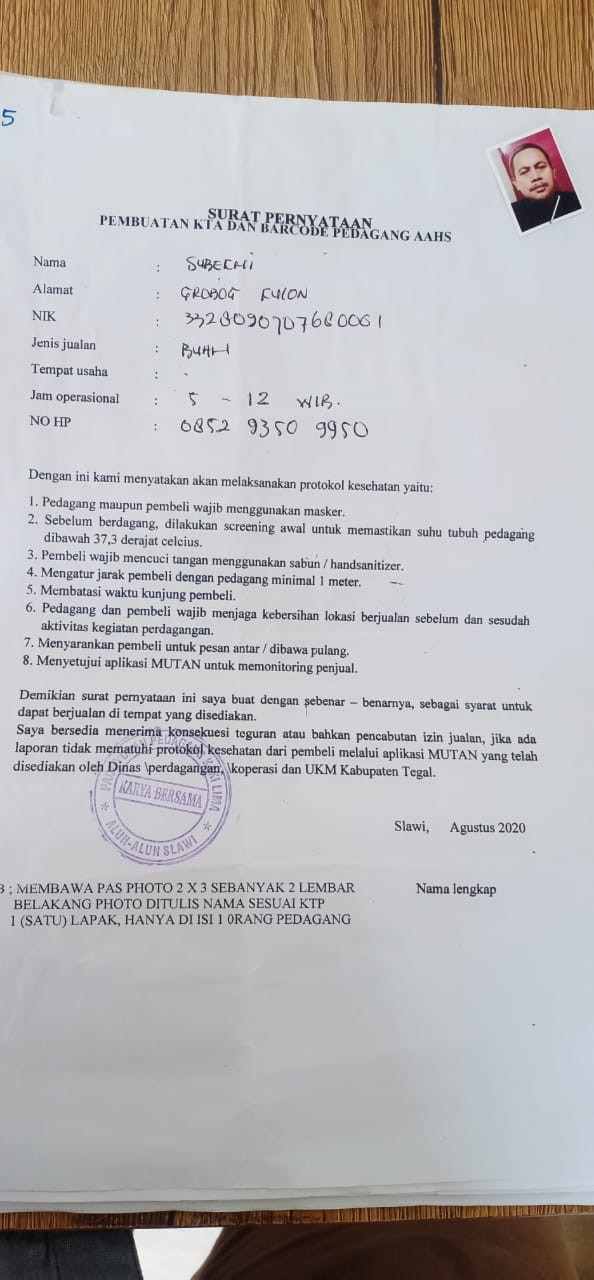 5
SURAT PERNYATAAN
PEMBUATAN KTA DAN BARCODE PEDAGANG AAHS
Nama : SUBECHI
Alamat : GROBOG KULON
NIK : 3328090707680061
Jenis jualan : BUAH
Tempat usaha : -
Jam operasional : 5 - 12 WIB.
NO HP : 0852 9350 9950
Dengan ini kami menyatakan akan melaksanakan protokol kesehatan yaitu:
1. Pedagang maupun pembeli wajib menggunakan masker.
2. Sebelum berdagang, dilakukan screening awal untuk memastikan suhu tubuh pedagang
dibawah 37,3 derajat celcius.
3. Pembeli wajib mencuci tangan menggunakan sabun / handsanitizer.
4. Mengatur jarak pembeli dengan pedagang minimal 1 meter.
5. Membatasi waktu kunjung pembeli.
6. Pedagang dan pembeli wajib menjaga kebersihan lokasi berjualan sebelum dan sesudah
aktivitas kegiatan perdagangan.
7. Menyarankan pembeli untuk pesan antar / dibawa pulang.
8. Menyetujui aplikasi MUTAN untuk memonitoring penjual.
Demikian surat pernyataan ini saya buat dengan sebenar – benarnya, sebagai syarat untuk
dapat berjualan di tempat yang disediakan.
Saya bersedia menerima konsekuesi teguran atau bahkan pencabutan izin jualan, jika ada
laporan tidak mematuhi protokol kesehatan dari pembeli melalui aplikasi MUTAN yang telah
disediakan oleh Dinas \perdagangan, \koperasi dan UKM Kabupaten Tegal.
KARYA BERSAMA
ALUN-ALUN SLAWI
Slawi, Agustus 2020
; MEMBAWA PAS PHOTO 2 X 3 SEBANYAK 2 LEMBAR
BELAKANG PHOTO DITULIS NAMA SESUAI KTP
1 (SATU) LAPAK, HANYA DI ISI 1 0RANG PEDAGANG
Nama lengkap